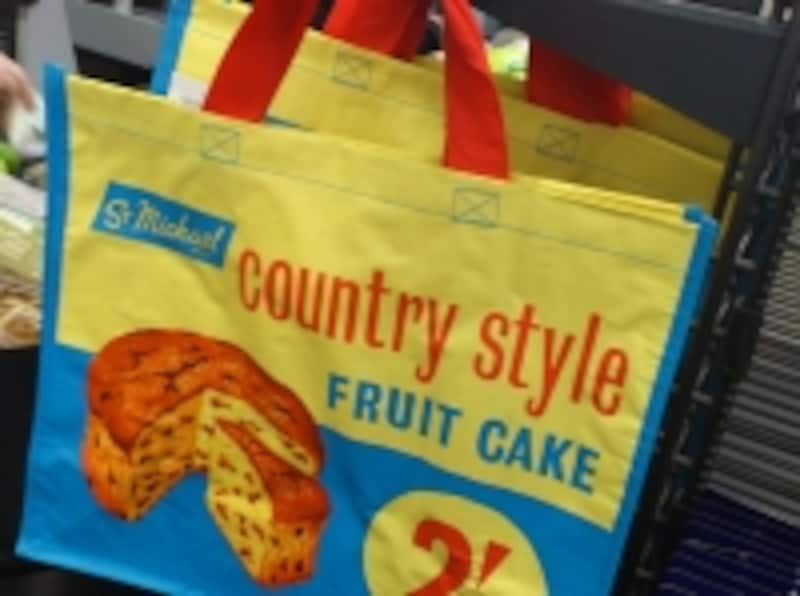 St Michael
country style
FRUIT CAKE
2'